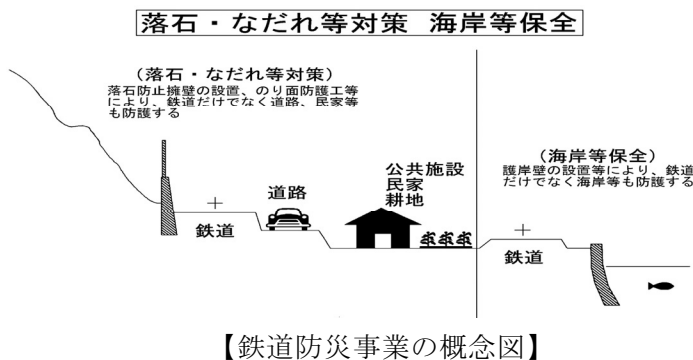 落石・なだれ等対策 海岸等保全
(落石・なだれ等対策)
落石防止擁壁の設置、のり面防護工等
により、鉄道だけでなく道路、民家等
も防護する
(海岸等保全)
護岸壁の設置等により、鉄道
だけでなく海岸等も防護する
公共施設
民家
耕地
道路
鉄道
鉄道
【鉄道防災事業の概念図】